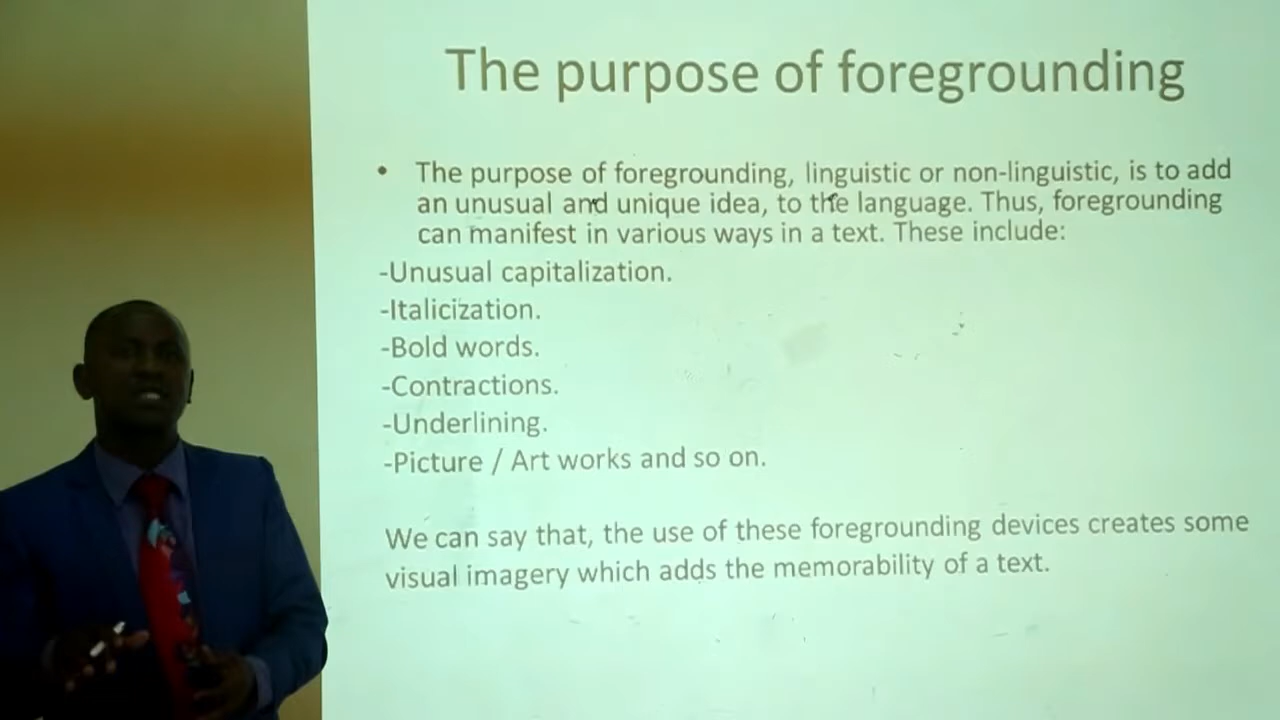 The purpose of foregrounding
• The purpose of foregrounding, linguistic or non-linguistic, is to add
an unusual and unique idea, to the language. Thus, foregrounding
can manifest in various ways in a text. These include:
-Unusual capitalization.
-Italicization.
-Bold words.
-Contractions.
-Underlining.
-Picture / Art works and so on.
We can say that, the use of these foregrounding devices creates some
visual imagery which adds the memorability of a text.